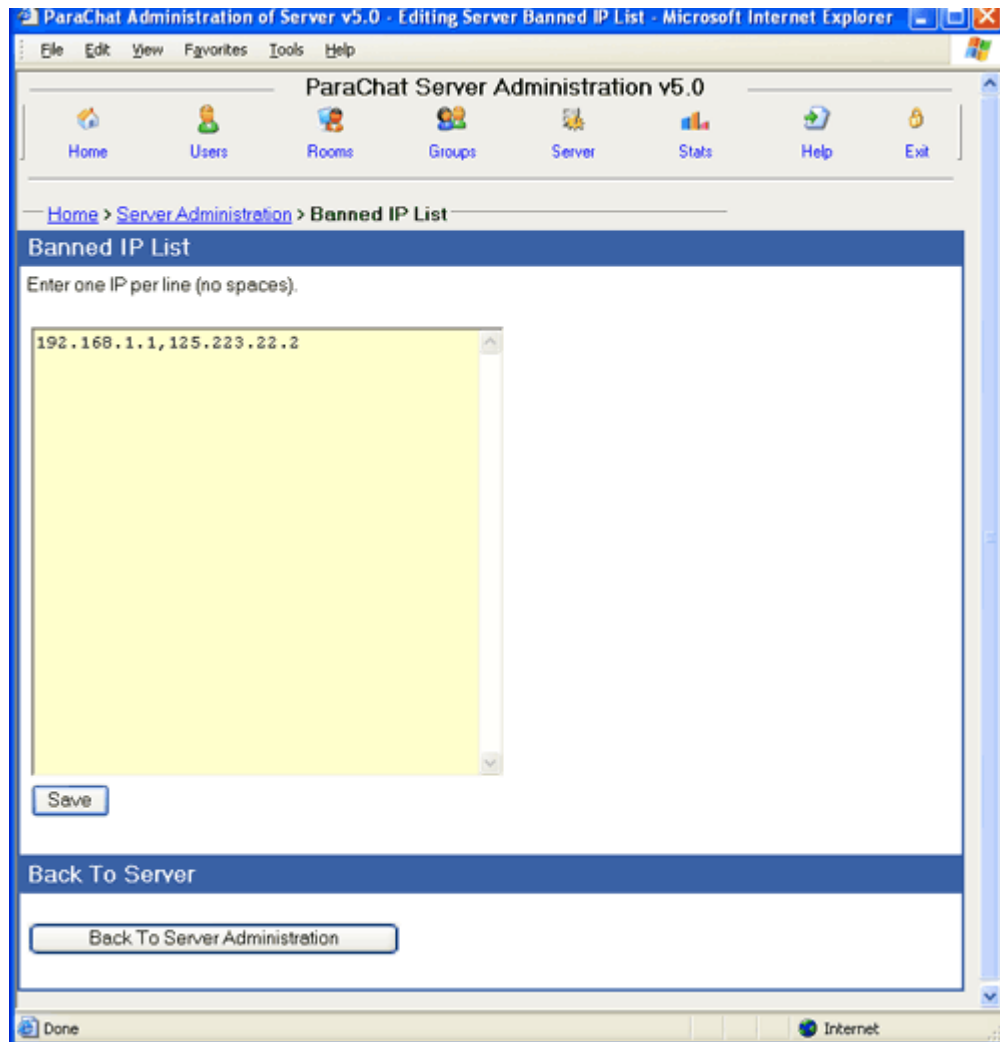 ParaChat Administration of Server v5.0 - Editing Server Banned IP List - Microsoft Internet Explorer
File Edit View Favorites Tools Help
ParaChat Server Administration v5.0
Home Users Rooms Groups Server Stats Help Exit
Home > Server Administration > Banned IP List
Banned IP List
Enter one IP per line (no spaces).
192.168.1.1,125.223.22.2
Save
Back To Server
Back To Server Administration
Done Internet